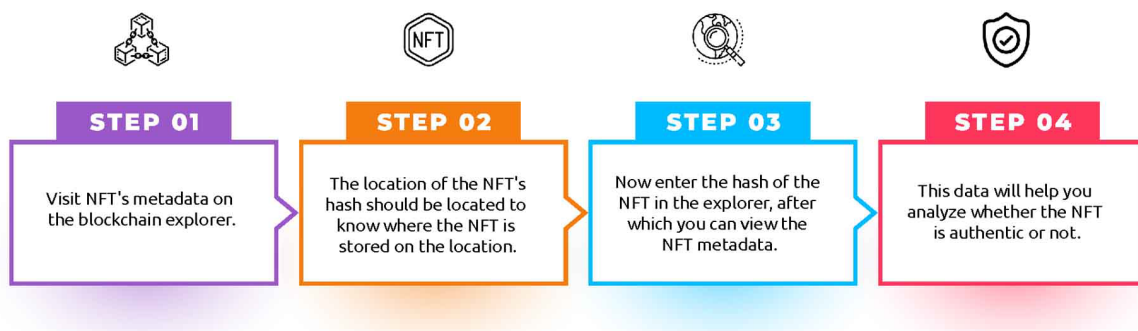 NFT
STEP 01
Visit NFT's metadata on
the blockchain explorer.
STEP 02
The location of the NFT's
hash should be located to
know where the NFT is
stored on the location.
STEP 03
Now enter the hash of the
NFT in the explorer, after
which you can view the
NFT metadata.
STEP 04
This data will help you
analyze whether the NFT
is authentic or not.